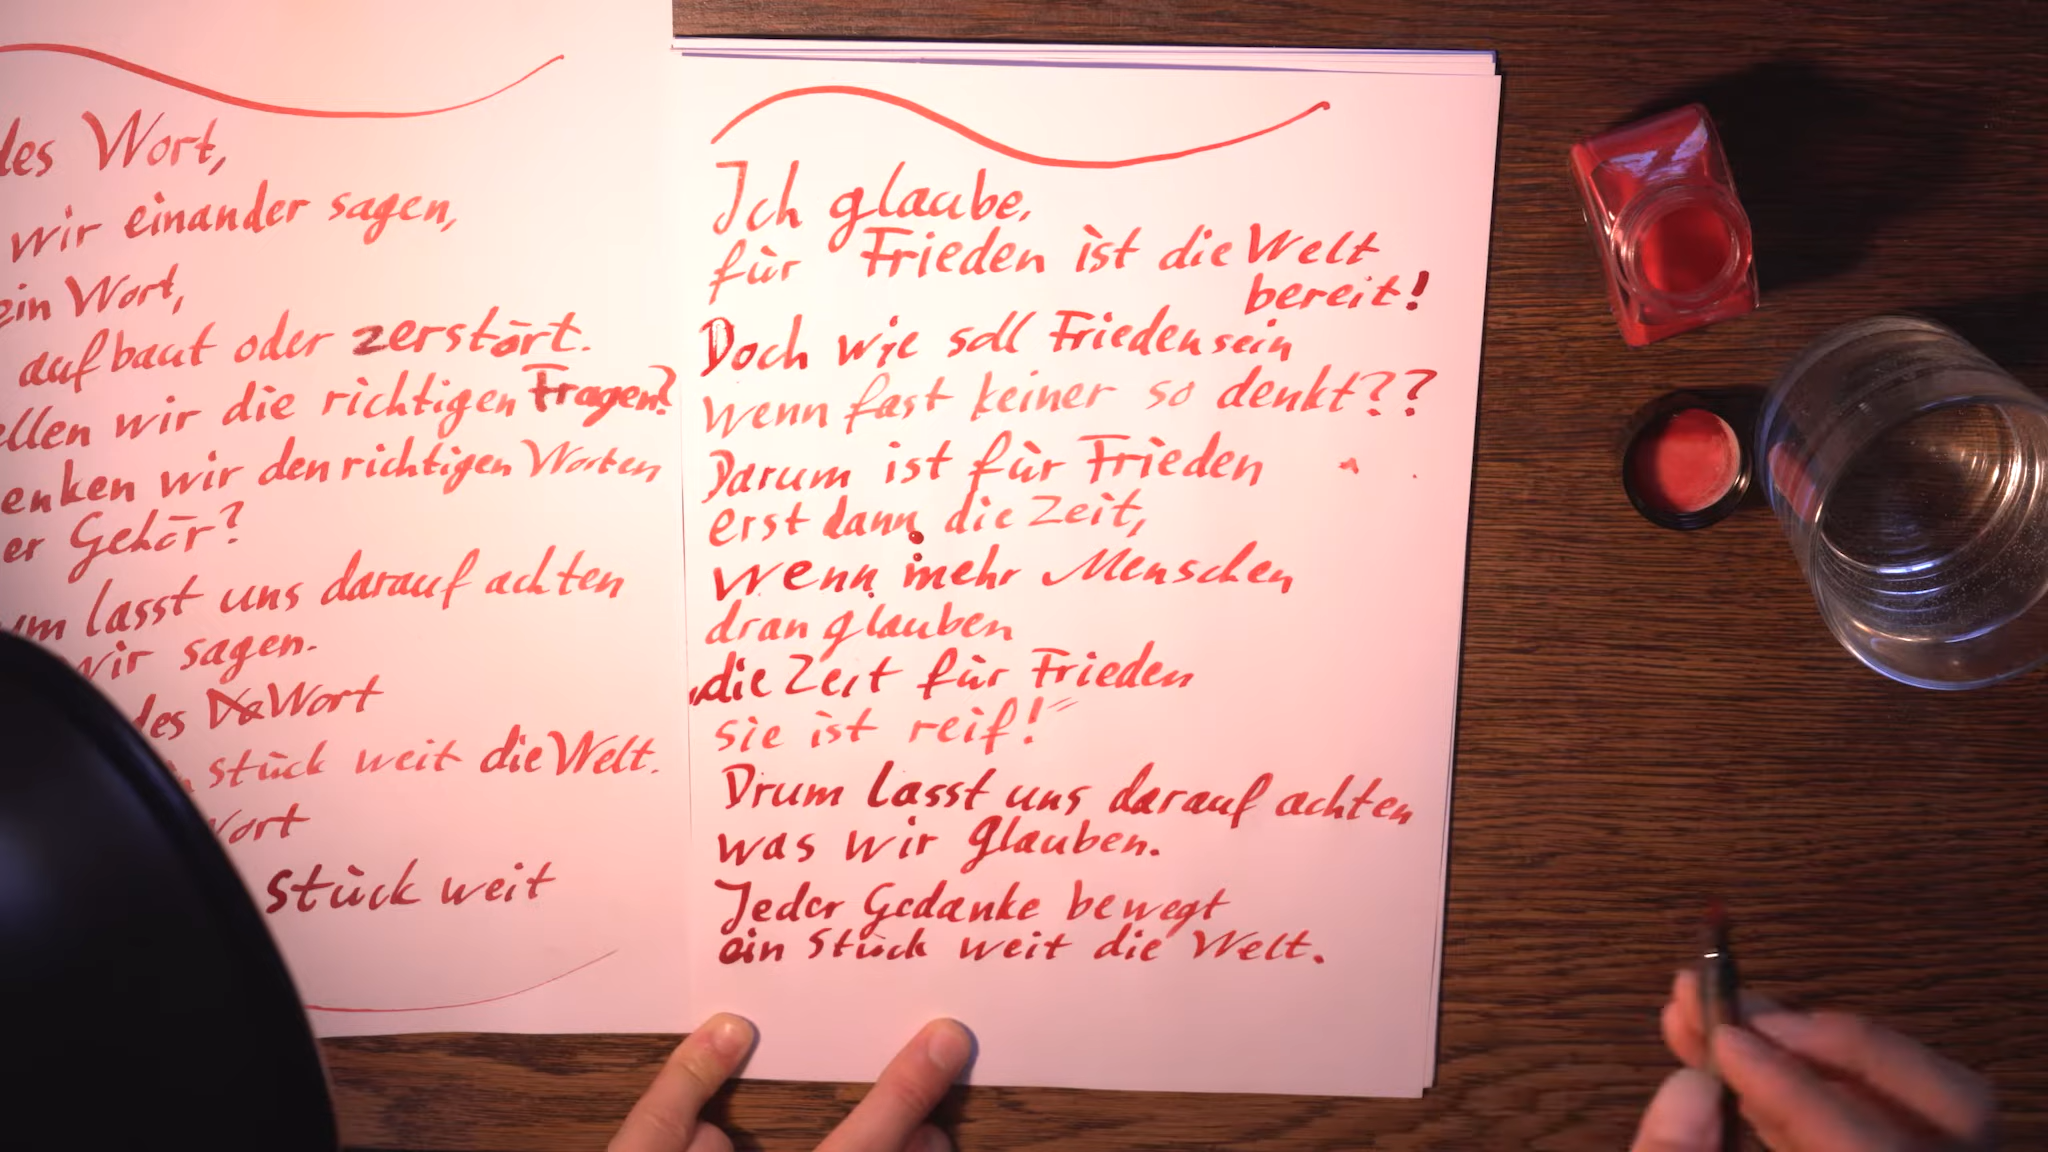 des Wort,
wir einander sagen,
ein Wort,
aufbaut oder zerstört.
ellen wir die richtigen Fragen?
enken wir den richtigen Worten
er Gehör?
um lasst uns darauf achten
wir sagen.
des Wort
stück weit die Welt.
Wort
stück weit
Ich glaube,
für Frieden ist die Welt
bereit!
Doch wie soll Frieden sein
wenn fast keiner so denkt??
Darum ist für Frieden
erst dann die Zeit,
wenn mehr Menschen
dran glauben
„die Zeit für Frieden
sie ist reif!"
Drum lasst uns darauf achten
was wir glauben.
Jeder Gedanke bewegt
ein Stück weit die Welt.